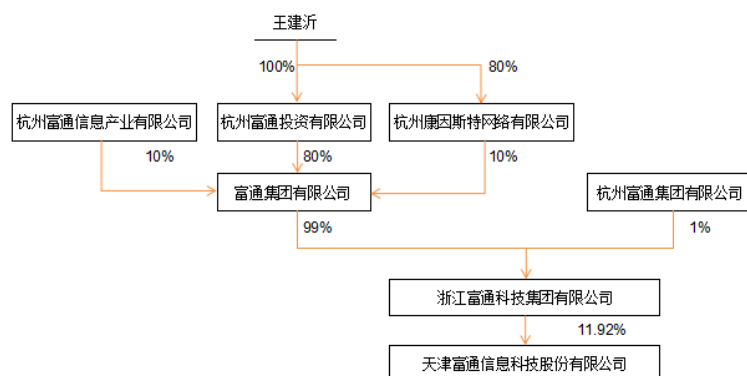 王建沂
100%
80%
杭州富通信息产业有限公司
杭州富通投资有限公司
杭州康因斯特网络有限公司
10%
80%
10%
富通集团有限公司
杭州富通集团有限公司
99%
1%
浙江富通科技集团有限公司
11.92%
天津富通信息科技股份有限公司